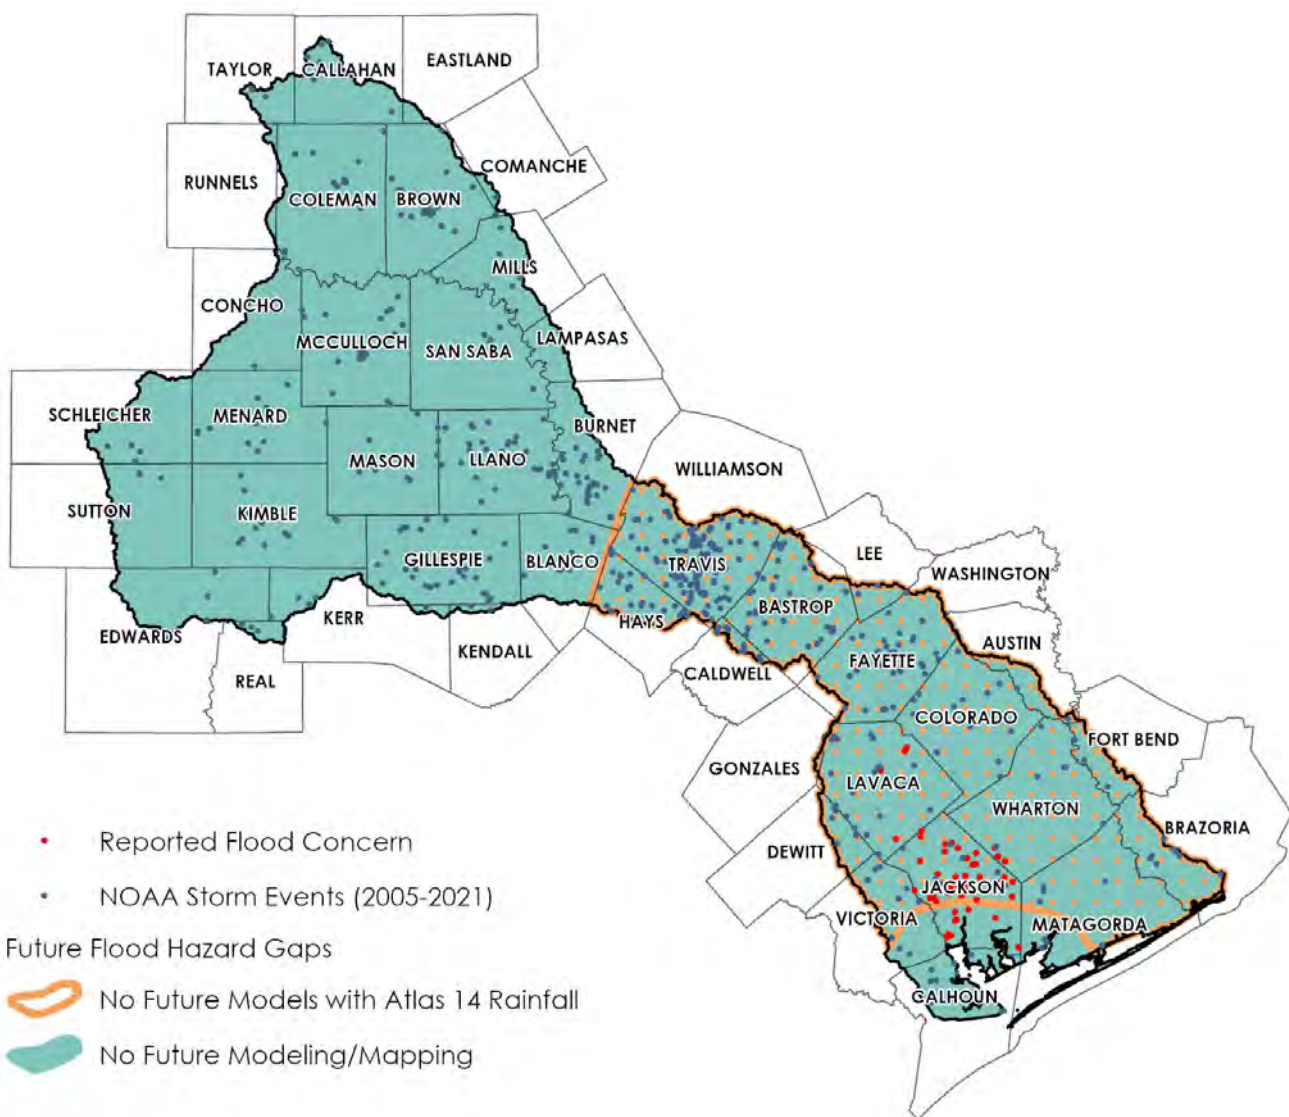 EASTLAND
TAYLOR
CALLAHAN
COMANCHE
RUNNELS
COLEMAN
BROWN
MILLS
CONCHO
MCCULLOCH
SAN SABA
LAMPASAS
SCHLEICHER
MENARD
BURNET
MASON
LLANO
WILLIAMSON
SUTTON
KIMBLE
GILLESPIE
BLANCO
TRAVIS
LEE
WASHINGTON
BASTROP
EDWARDS
KERR
HAYS
KENDALL
AUSTIN
FAYETTE
REAL
CALDWELL
COLORADO
FORT BEND
GONZALES
LAVACA
WHARTON
BRAZORIA
DEWITT
JACKSON
VICTORIA
MATAGORDA
CALHOUN
Reported Flood Concern
NOAA Storm Events (2005-2021)
Future Flood Hazard Gaps
No Future Models with Atlas 14 Rainfall
No Future Modeling/Mapping